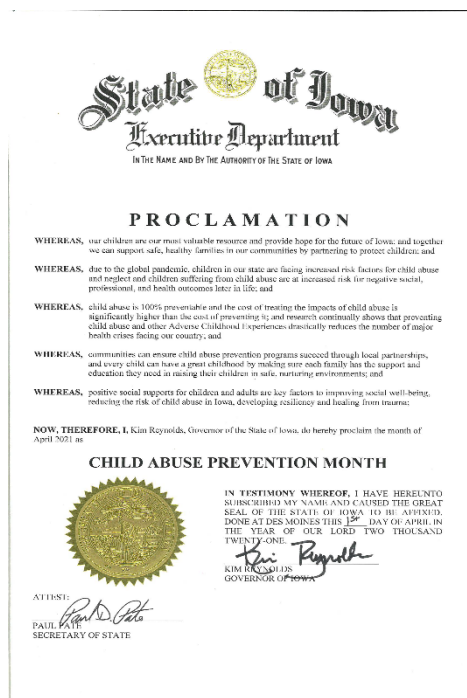 State of Iowa
Executive Department
IN THE NAME AND BY THE AUTHORITY OF THE STATE OF IOWA
PROCLAMATION
WHEREAS, our children are our most valuable resource and provide hope for the future of Iowa; and together
we can support safe, healthy families in our communities by partnering to protect children; and
WHEREAS, due to the global pandemic, children in our state are facing increased risk factors for child abuse
and neglect and children suffering from child abuse are at increased risk for negative social,
professional, and health outcomes later in life; and
WHEREAS, child abuse is 100% preventable and the cost of treating the impacts of child abuse is
significantly higher than the cost of preventing it; and research continually shows that preventing
child abuse and other Adverse Childhood Experiences drastically reduces the number of major
health crises facing our country; and
WHEREAS, communities can ensure child abuse prevention programs succeed through local partnerships,
and every child can have a great childhood by making sure each family has the support and
education they need in raising their children in safe, nurturing environments; and
WHEREAS, positive social supports for children and adults are key factors to improving social well-being,
reducing the risk of child abuse in Iowa, developing resiliency and healing from trauma:
NOW, THEREFORE, I, Kim Reynolds, Governor of the State of Iowa, do hereby proclaim the month of
April 2021 as
CHILD ABUSE PREVENTION MONTH
IN TESTIMONY WHEREOF, I HAVE HEREUNTO
SUBSCRIBED MY NAME AND CAUSED THE GREAT
SEAL OF THE STATE OF IOWA TO BE AFFIXED.
DONE AT DES MOINES THIS 1st DAY OF APRIL IN
THE YEAR OF OUR LORD TWO THOUSAND
TWENTY-ONE.
Kim Reynolds
KIM REYNOLDS
GOVERNOR OF IOWA
ATTEST:
Paul D. Pate
PAUL PATE
SECRETARY OF STATE